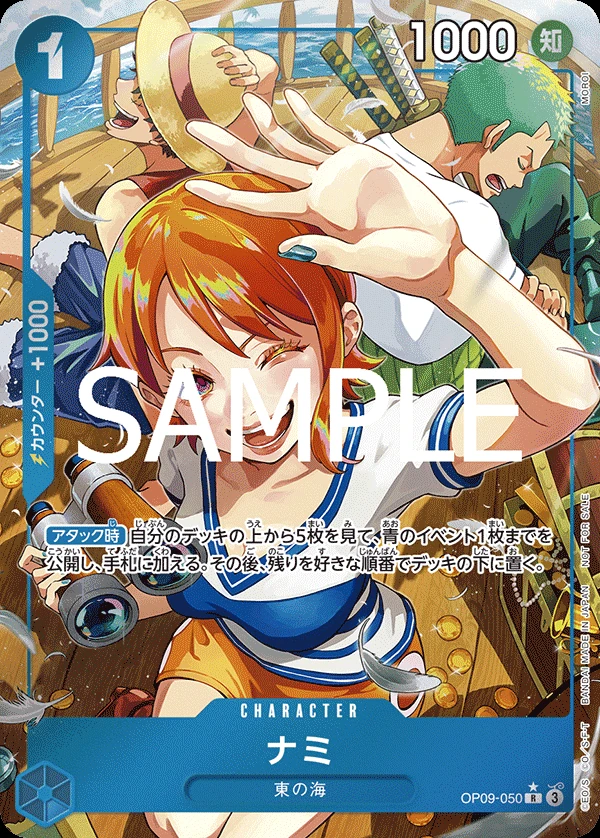 1
1000
知
MOROI
カウンター +1000
SAMPLE
アタック時 自分のデッキの上から5枚を見て、青のイベント1枚までを
公開し、手札に加える。その後、残りを好きな順番でデッキの下に置く。
©EO/S ©O/S・F・T BANDAI MADE IN JAPAN NOT FOR SALE
CHARACTER
ナミ
東の海
OP09-050 R 3